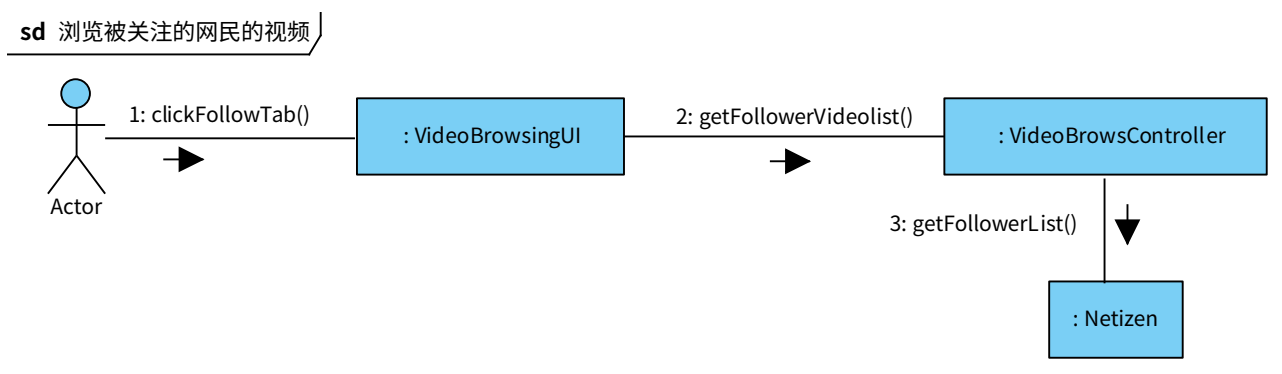 sd 浏览被关注的网民的视频
1: clickFollowTab()
: VideoBrowsingUI
2: getFollowerVideolist()
: VideoBrowsController
Actor
3: getFollowerList()
: Netizen